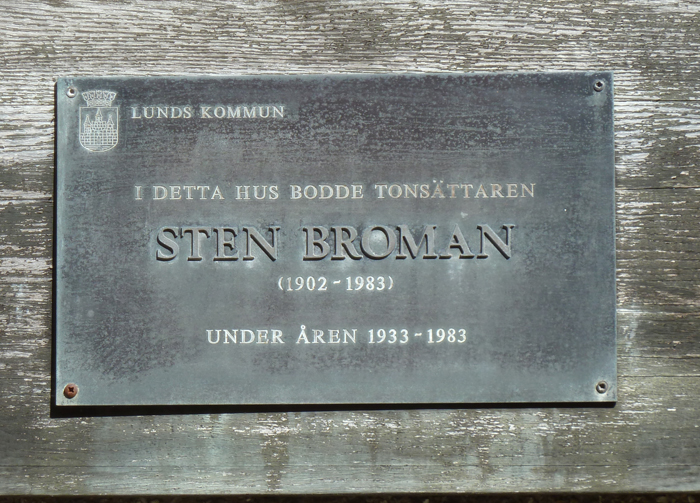 LUNDS KOMMUN
I DETTA HUS BODDE TONSÄTTAREN
STEN BROMAN
(1902-1983)
UNDER ÅREN 1933-1983